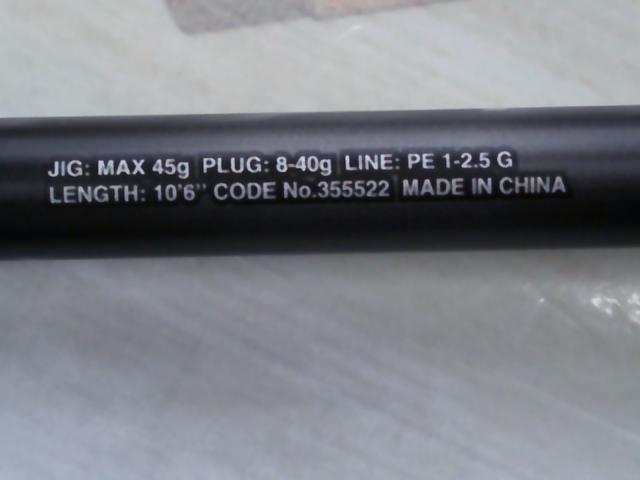 JIG: MAX 45g PLUG: 8-40g LINE: PE 1-2.5 G
LENGTH: 10'6" CODE No.355522 MADE IN CHINA